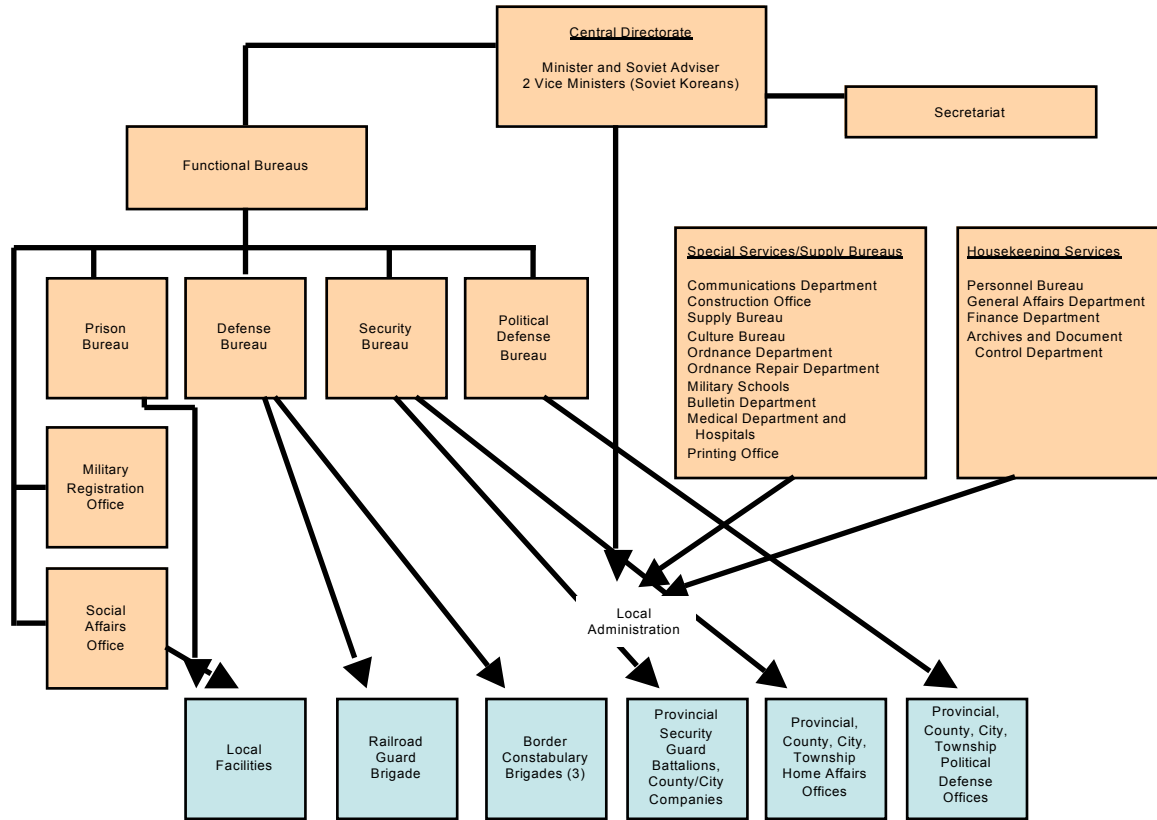 Central Directorate
Minister and Soviet Adviser
2 Vice Ministers (Soviet Koreans)
Secretariat
Functional Bureaus
Special Services/Supply Bureaus
Communications Department
Construction Office
Supply Bureau
Culture Bureau
Ordnance Department
Ordnance Repair Department
Military Schools
Bulletin Department
Medical Department and
Hospitals
Printing Office
Housekeeping Services
Personnel Bureau
General Affairs Department
Finance Department
Archives and Document
Control Department
Prison
Bureau
Defense
Bureau
Security
Bureau
Political
Defense
Bureau
Military
Registration
Office
Social
Affairs
Office
Local
Administration
Local
Facilities
Railroad
Guard
Brigade
Border
Constabulary
Brigades (3)
Provincial
Security
Guard
Battalions,
County/City
Companies
Provincial,
County, City,
Township
Home Affairs
Offices
Provincial,
County, City,
Township
Political
Defense
Offices